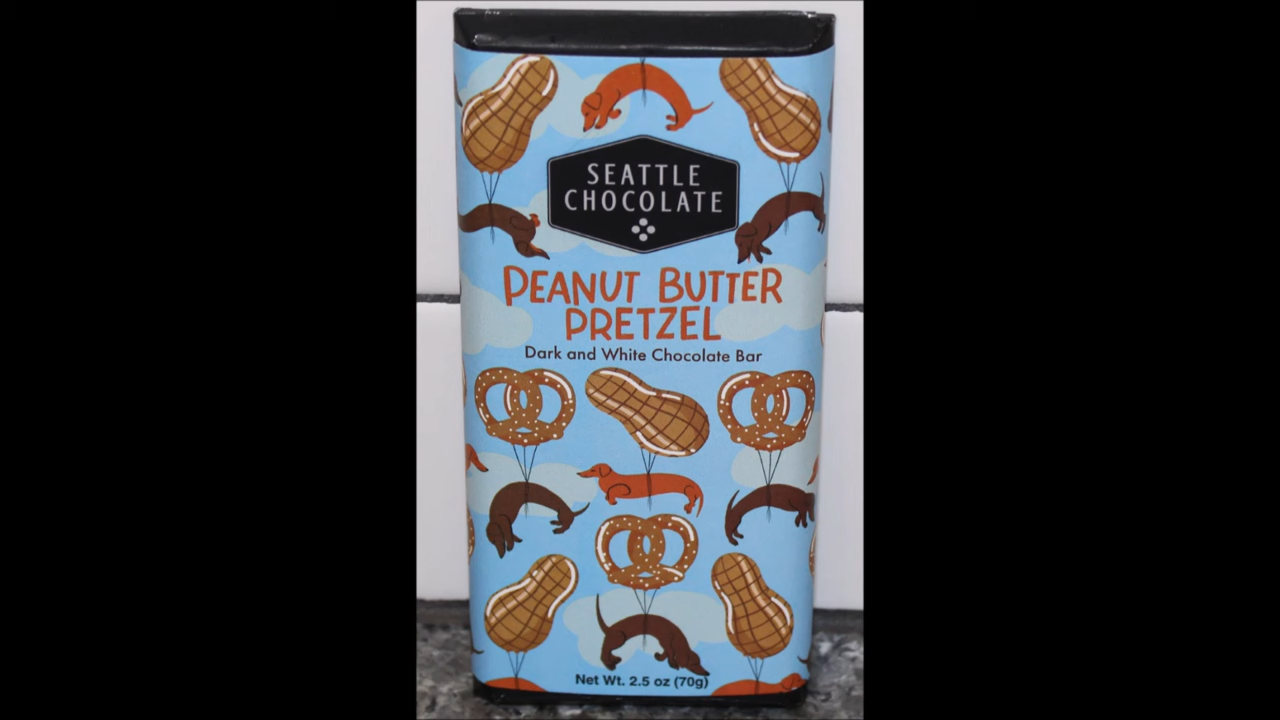 SEATTLE
CHOCOLATE
PEANUT BUTTER
PRETZEL
Dark and White Chocolate Bar
Net Wt. 2.5 oz (70g)